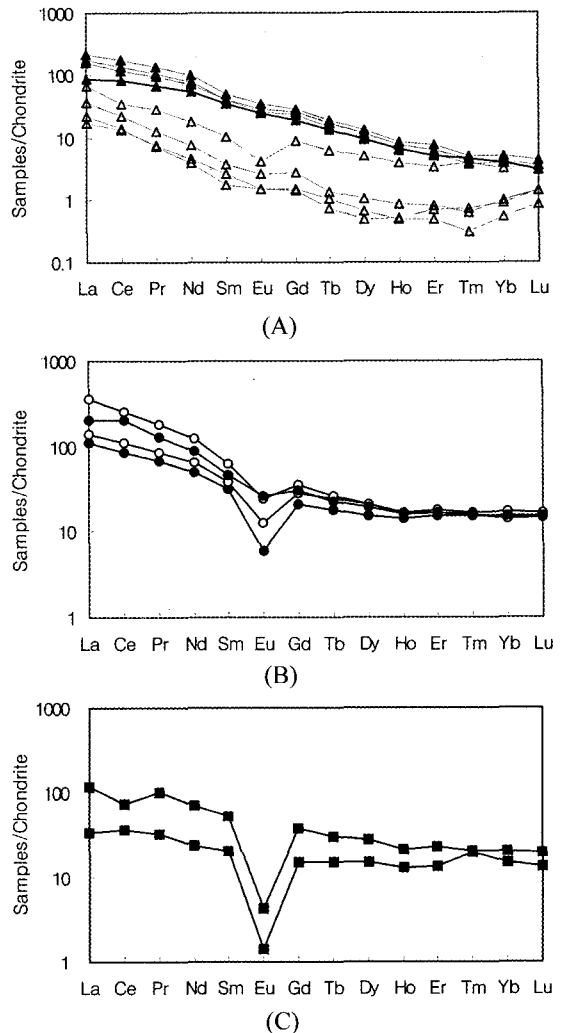 1000
100
10
1
0.1
Samples/Chondrite
La Ce Pr Nd Sm Eu Gd Tb Dy Ho Er Tm Yb Lu
(A)
1000
100
10
1
Samples/Chondrite
La Ce Pr Nd Sm Eu Gd Tb Dy Ho Er Tm Yb Lu
(B)
1000
100
10
1
Samples/Chondrite
La Ce Pr Nd Sm Eu Gd Tb Dy Ho Er Tm Yb Lu
(C)